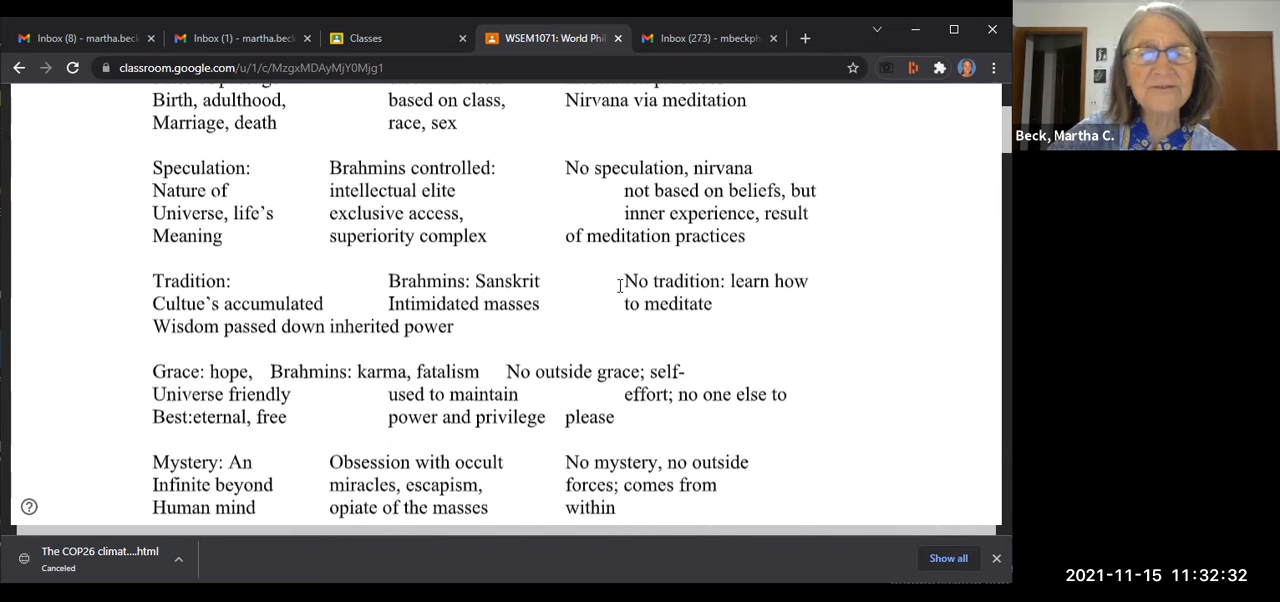 Inbox (8) - martha.beck
Inbox (1) - martha.beck
Classes
WSEM1071: World Phi
Inbox (273) - mbeckph
classroom.google.com/u/1/c/MzgxMDAyMjY0Mjg1
Birth, adulthood, based on class, Nirvana via meditation
Marriage, death race, sex
Speculation: Brahmins controlled: No speculation, nirvana
Nature of intellectual elite not based on beliefs, but
Universe, life's exclusive access, inner experience, result
Meaning superiority complex of meditation practices
Tradition: Brahmins: Sanskrit No tradition: learn how
Cultue's accumulated Intimidated masses to meditate
Wisdom passed down inherited power
Grace: hope, Brahmins: karma, fatalism No outside grace; self-
Universe friendly used to maintain effort; no one else to
Best:eternal, free power and privilege please
Mystery: An Obsession with occult No mystery, no outside
Infinite beyond miracles, escapism, forces; comes from
Human mind opiate of the masses within
The COP26 climat....html
Canceled
Show all
Beck, Martha C.
2021-11-15 11:32:32